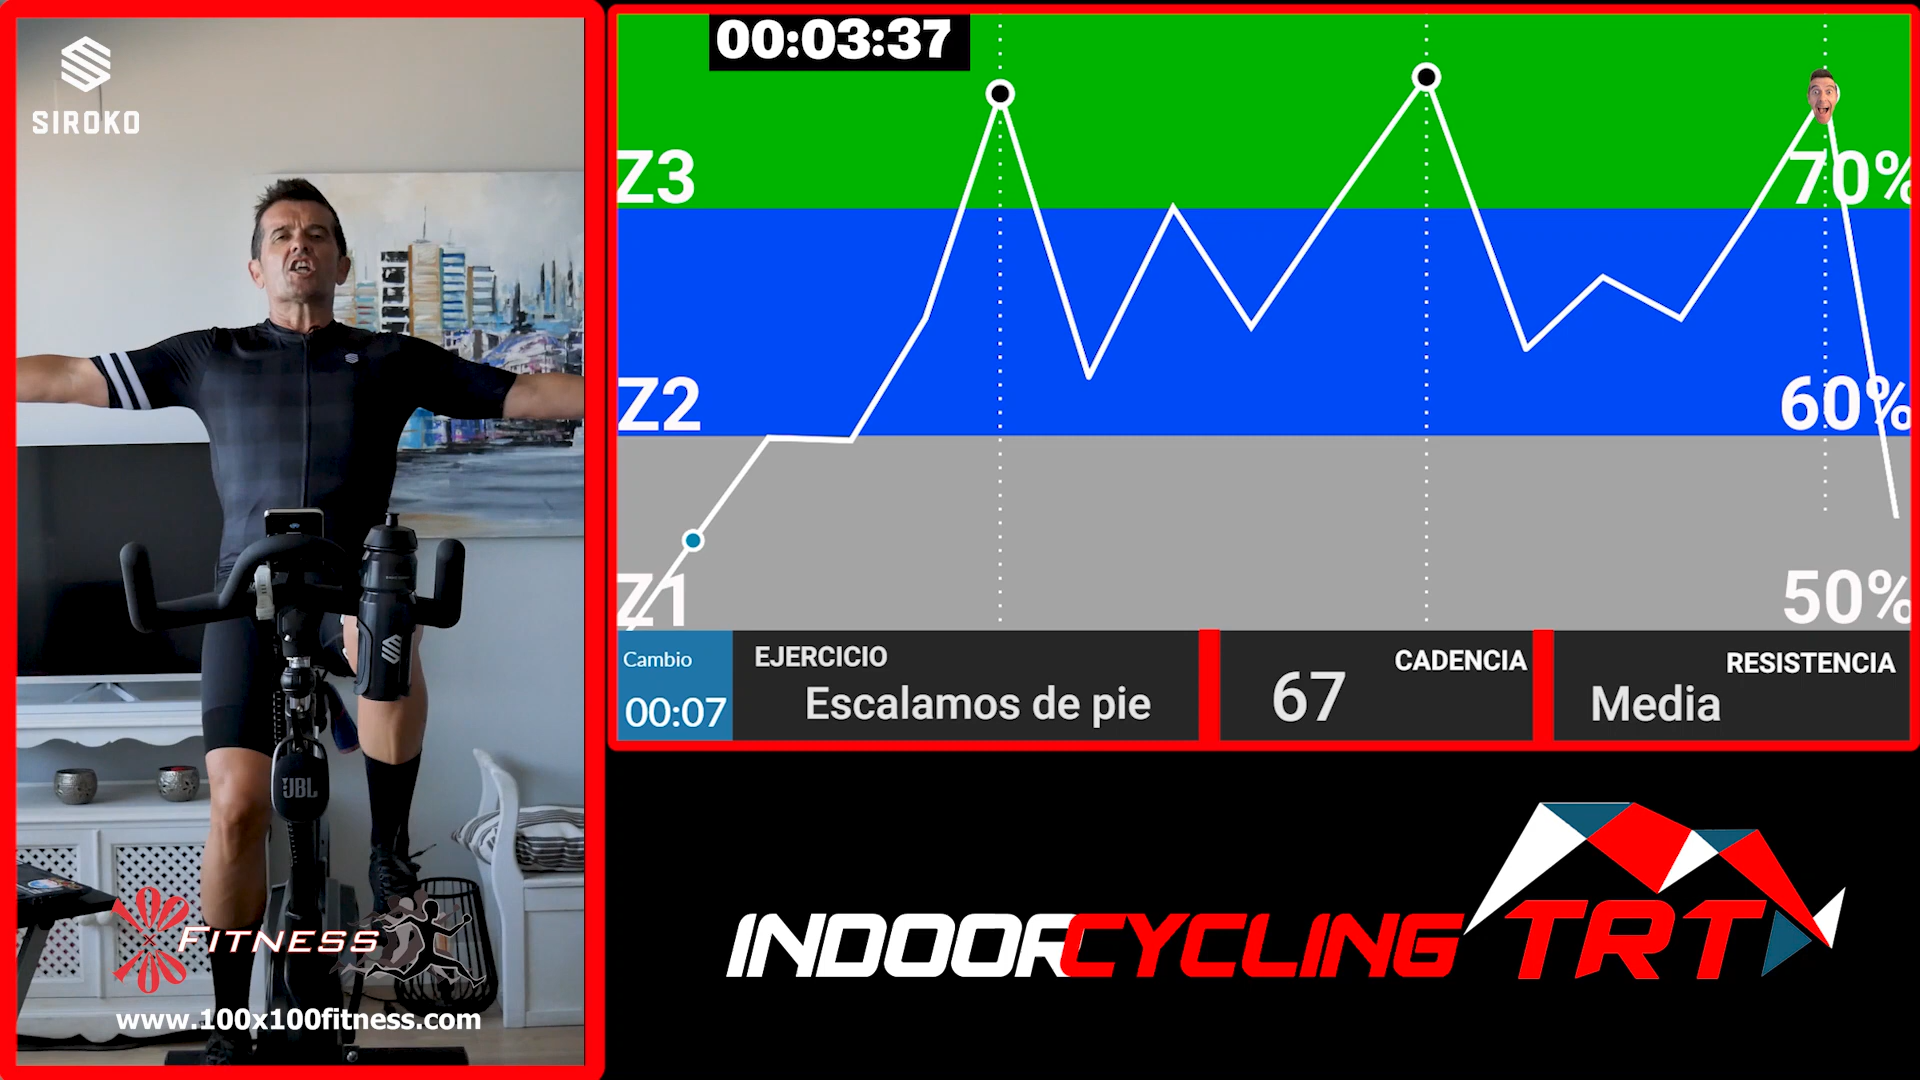 SIROKO
JBL
FITNESS
www.100x100fitness.com
00:03:37
Z3
70%
Z2
60%
Z1
50%
Cambio
00:07
EJERCICIO
Escalamos de pie
CADENCIA
67
RESISTENCIA
Media
INDOORCYCLING TRT